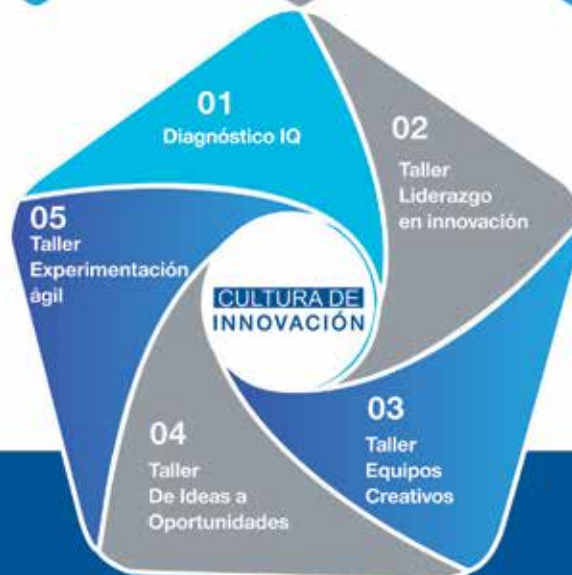 01
Diagnóstico IQ
02
Taller
Liderazgo
en innovación
03
Taller
Equipos
Creativos
04
Taller
De Ideas a
Oportunidades
05
Taller
Experimentación
ágil
CULTURA DE
INNOVACIÓN